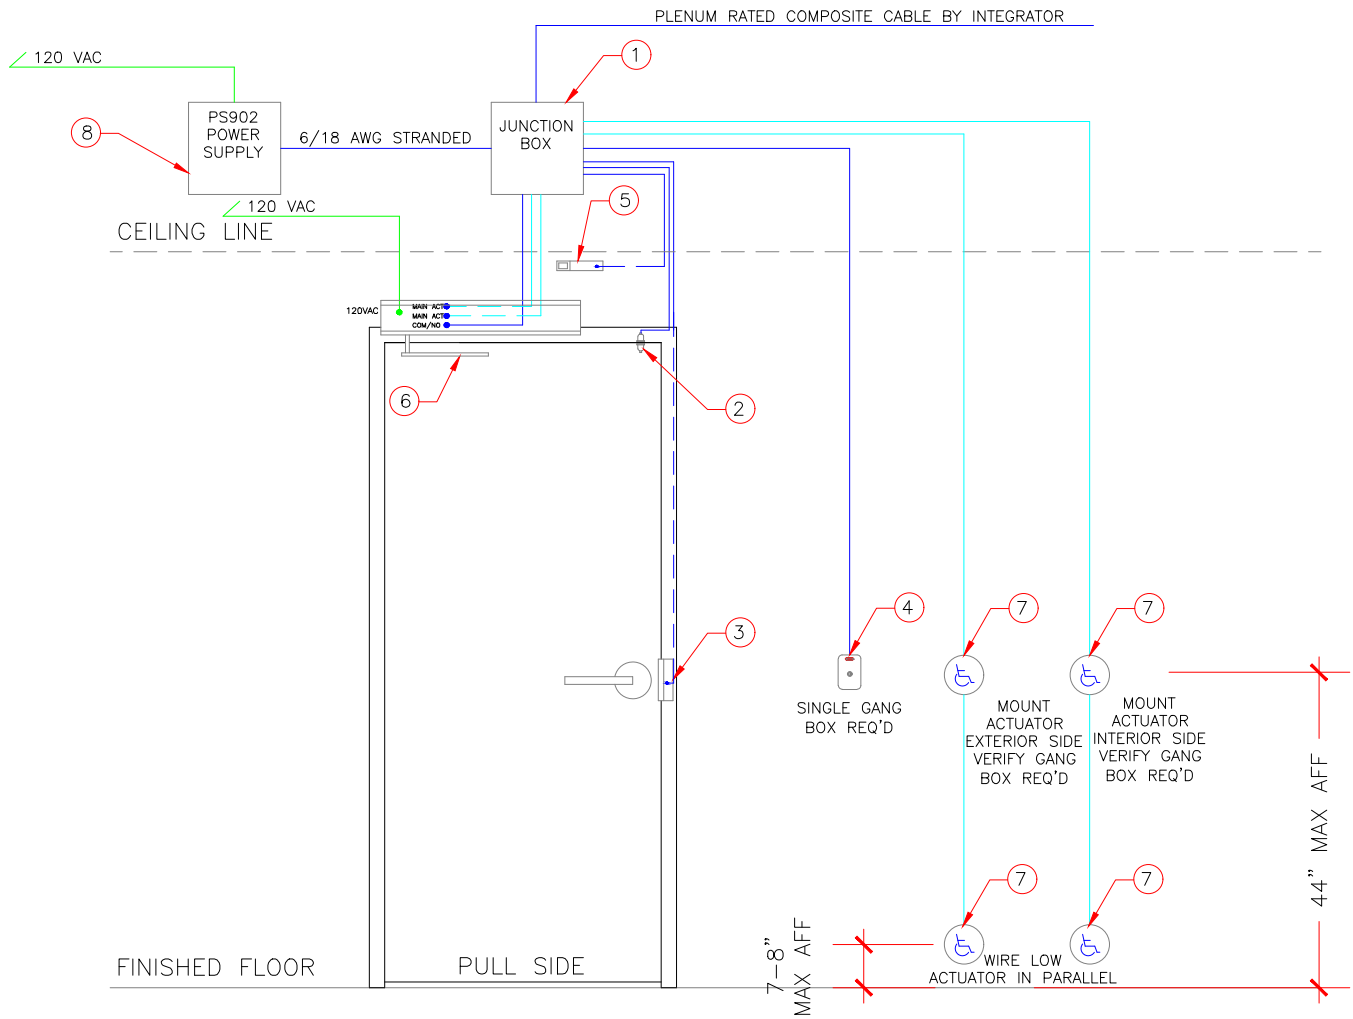 PLENUM RATED COMPOSITE CABLE BY INTEGRATOR
120 VAC
1
PS902
POWER
SUPPLY
8
6/18 AWG STRANDED
JUNCTION
BOX
120 VAC
5
CEILING LINE
120VAC
MAIN ACT
MAIN ACT
COM/NO
6
2
3
4
7
7
SINGLE GANG
BOX REQ'D
MOUNT
ACTUATOR
EXTERIOR SIDE
VERIFY GANG
BOX REQ'D
MOUNT
ACTUATOR
INTERIOR SIDE
VERIFY GANG
BOX REQ'D
44" MAX AFF
7
7
7-8"
MAX AFF
WIRE LOW
ACTUATOR IN PARALLEL
FINISHED FLOOR
PULL SIDE